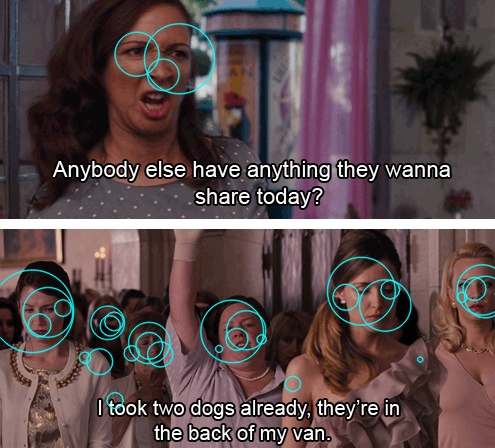 Anybody else have anything they wanna
share today?
I took two dogs already, they're in
the back of my van.